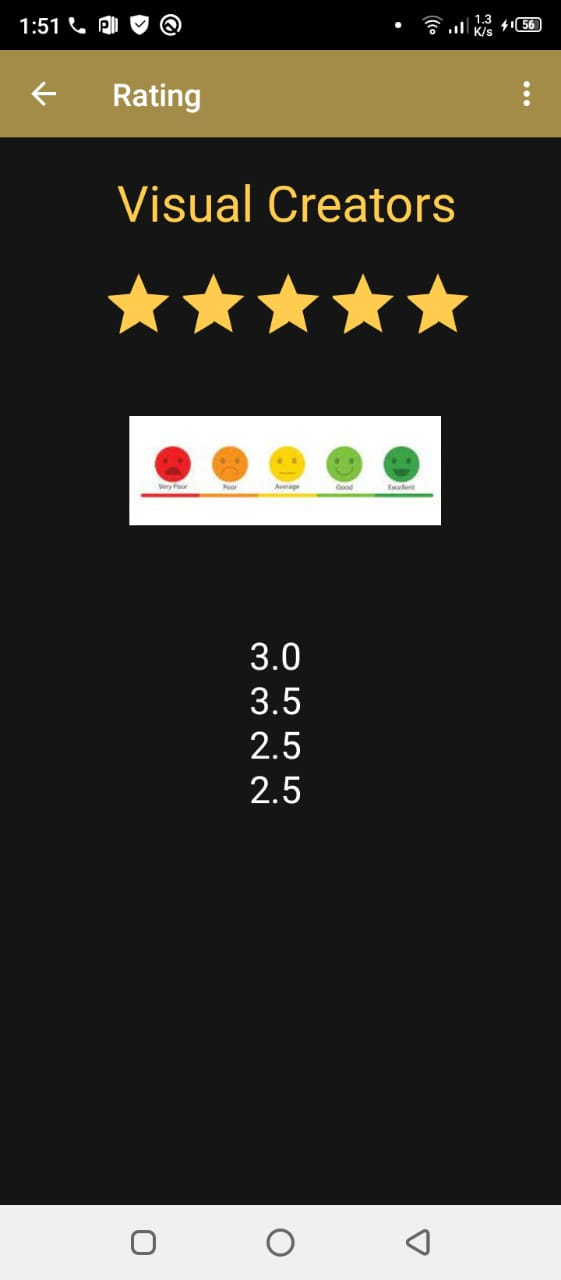 1:51 1.3 K/s 56
Rating
Visual Creators
Very Poor Poor Average Good Excellent
3.0
3.5
2.5
2.5